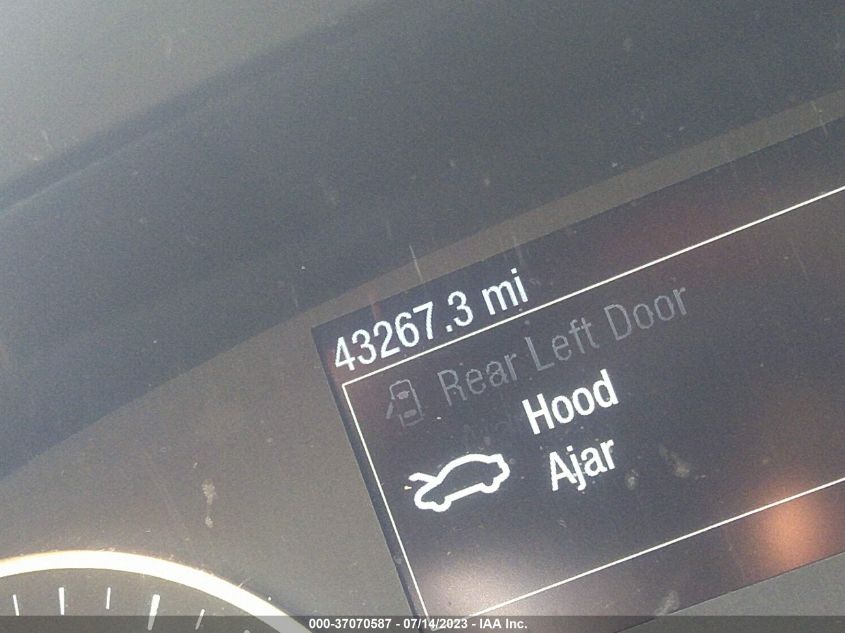 43267.3 mi
Rear Left Door
Hood
Ajar
000-37070587 - 07/14/2023 - IAA Inc.